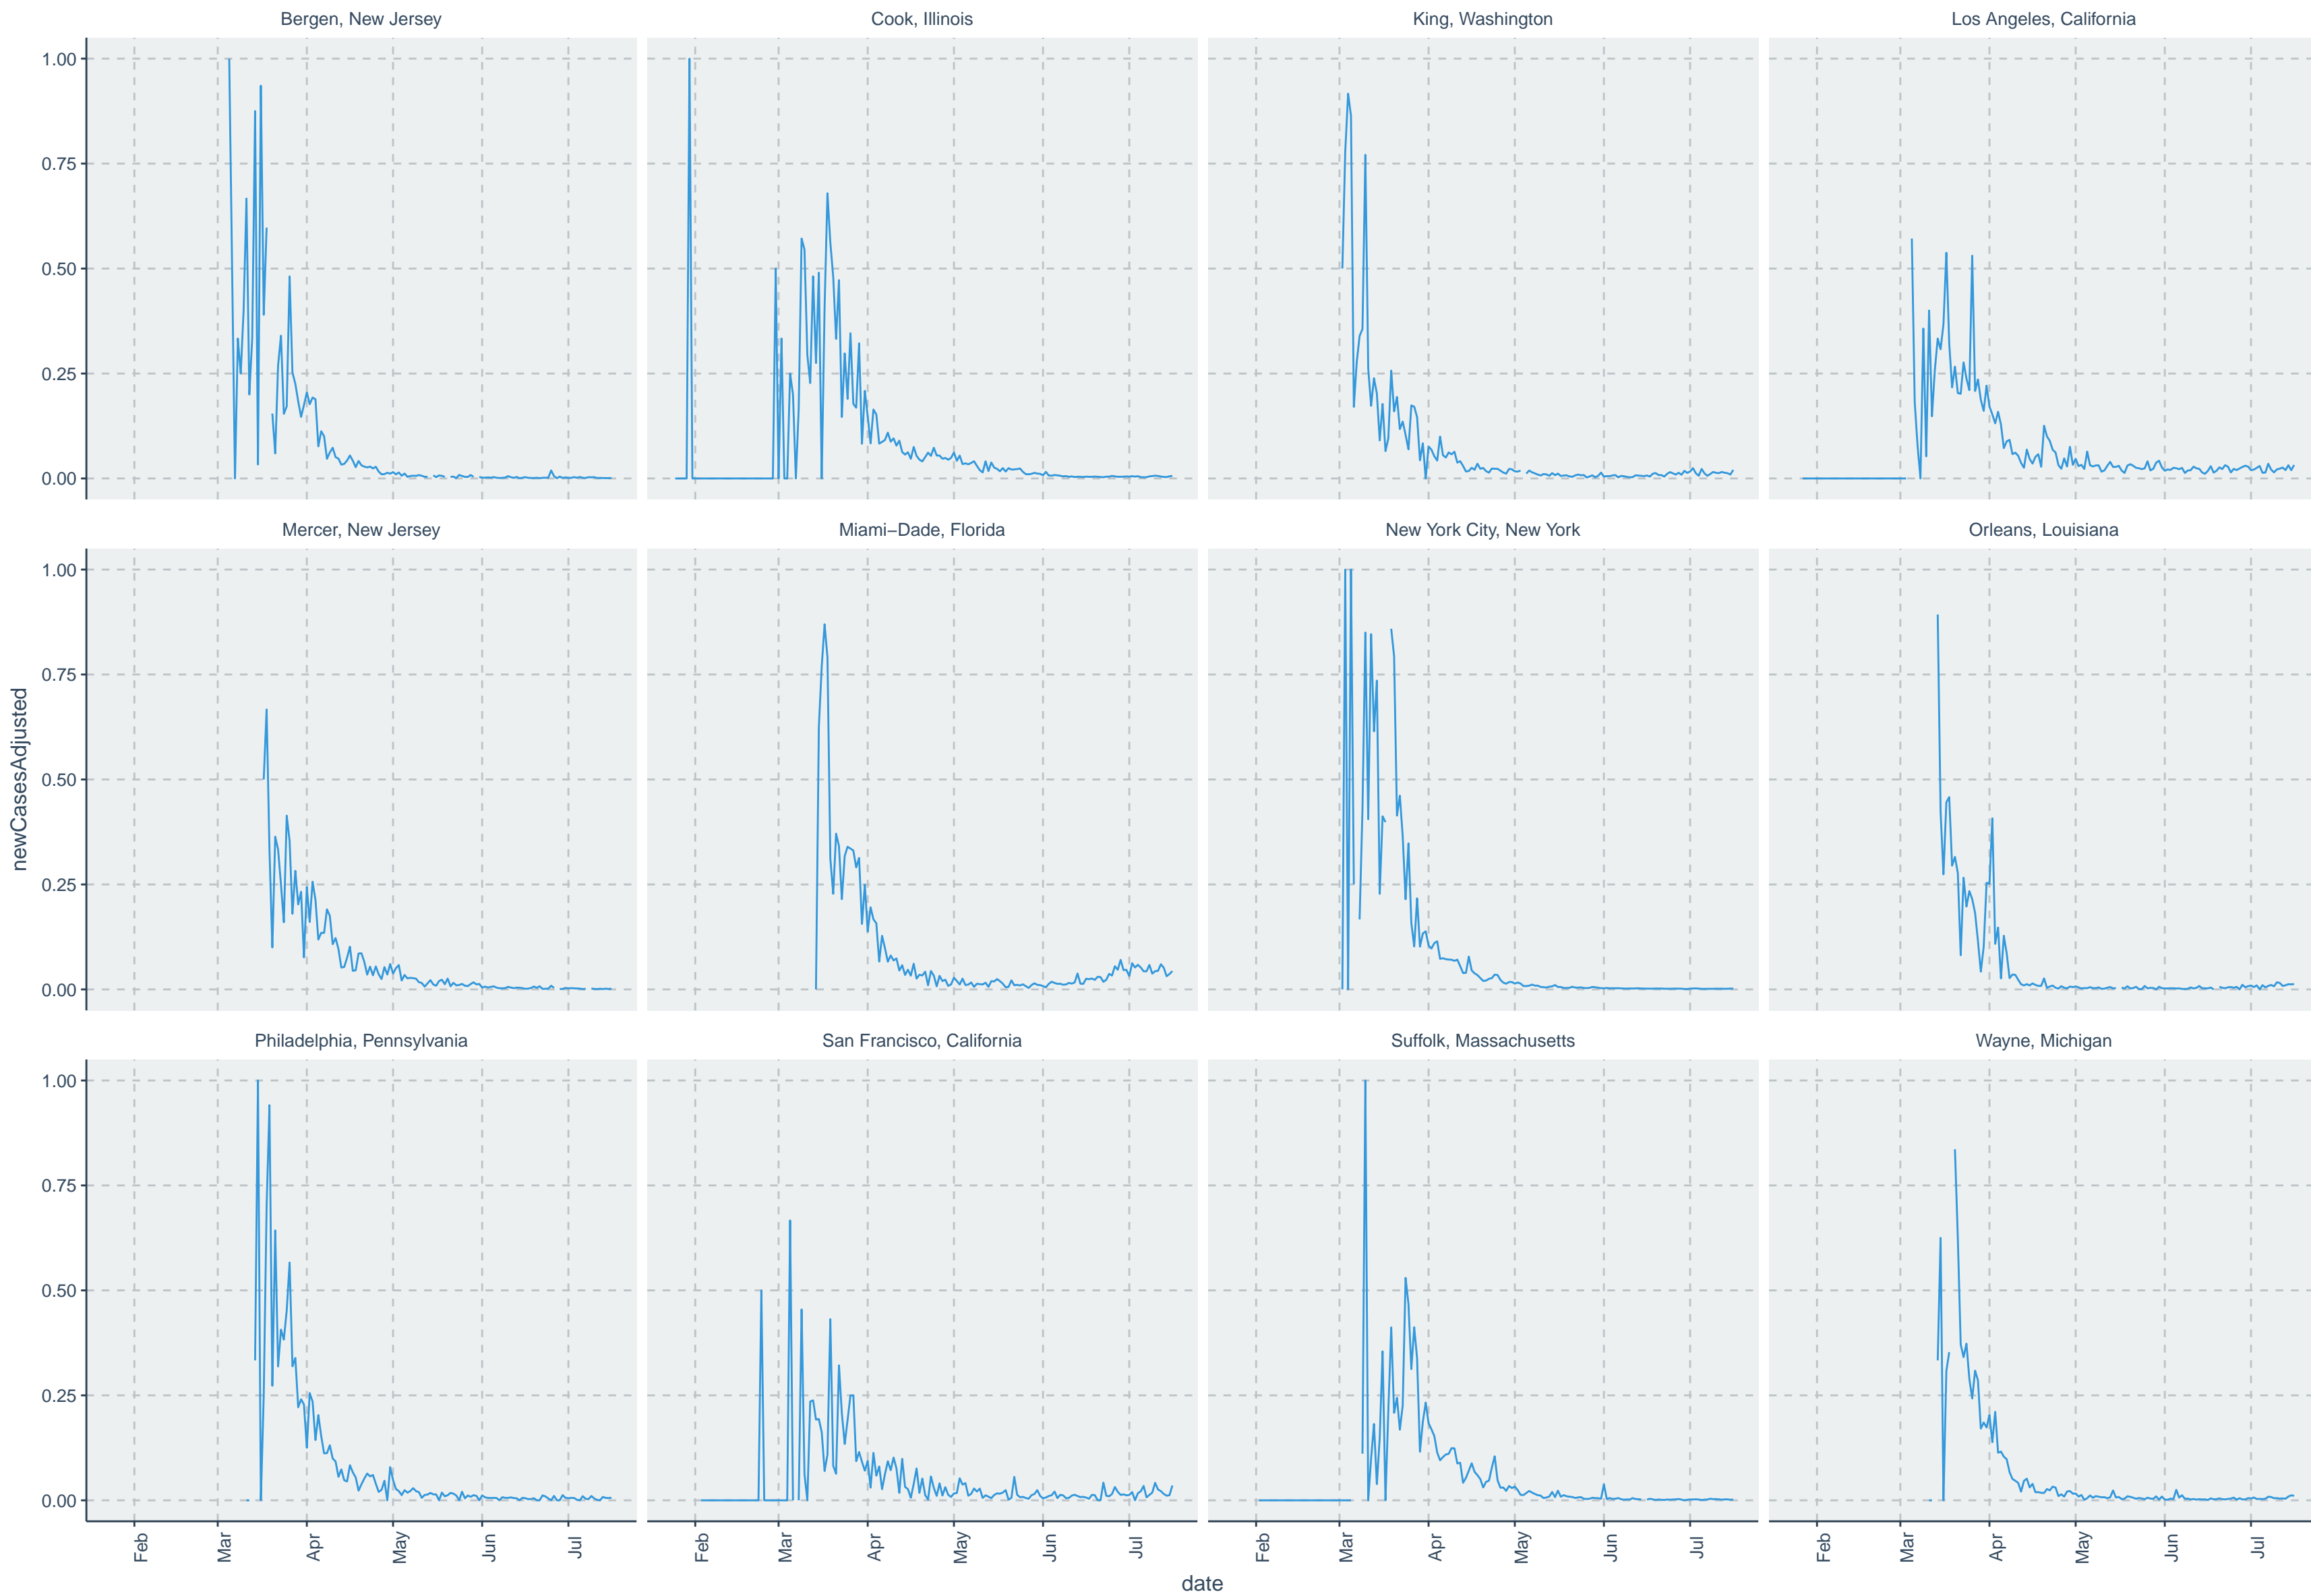 Bergen, New Jersey
Cook, Illinois
King, Washington
Los Angeles, California
1.00
0.75
0.50
0.25
0.00
Mercer, New Jersey
Miami−Dade, Florida
New York City, New York
Orleans, Louisiana
1.00
0.75
0.50
0.25
0.00
newCasesAdjusted
Philadelphia, Pennsylvania
San Francisco, California
Suffolk, Massachusetts
Wayne, Michigan
1.00
0.75
0.50
0.25
0.00
Feb
Mar
Apr
May
Jun
Jul
Feb
Mar
Apr
May
Jun
Jul
Feb
Mar
Apr
May
Jun
Jul
Feb
Mar
Apr
May
Jun
Jul
date